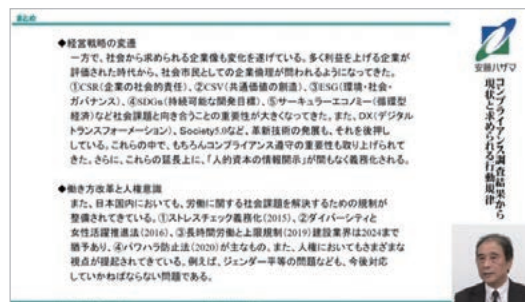 まとめ
◆経営戦略の変遷
一方で、社会から求められる企業像も変化を遂げている。多く利益を上げる企業が
評価された時代から、社会市民としての企業倫理が問われるようになってきた。
①CSR(企業の社会的責任)、②CSV(共通価値の創造)、③ESG(環境・社会・
ガバナンス)、④SDGs(持続可能な開発目標)、⑤サーキュラーエコノミー(循環型
経済)など社会課題と向き合うことの重要性が大きくなってきた。また、DX(デジタル
トランスフォーメーション)、Society5.0など、革新技術の発展も、それを後押し
している。これらの中で、もちろんコンプライアンス遵守の重要性も取り上げられて
きた。さらに、これらの延長上に、「人的資本の情報開示」が間もなく義務化される。
◆働き方改革と人権意識
また、日本国内においても、労働に関する社会課題を解決するための規制が
整備されてきている。①ストレスチェック義務化(2015)、②ダイバーシティと
女性活躍推進法(2016)、③長時間労働と上限規制(2019)建設業界は2024まで
猶予あり、④パワハラ防止法(2020)が主なもの。また、人権においてもさまざまな
視点が提起されてきている。例えば、ジェンダー平等の問題なども、今後対応
していかねばならない問題である。
安藤ハザマ
コンプライアンス調査結果から
現状と求められる行動規律